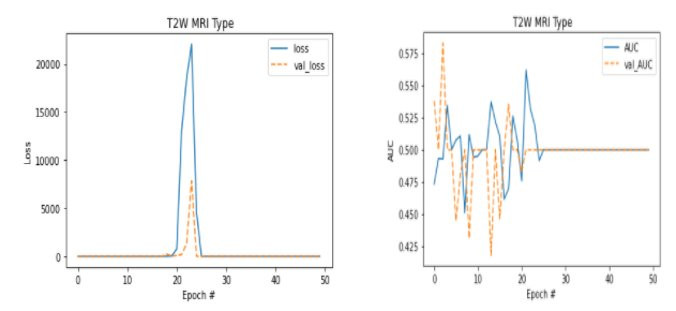 T2W MRI Type
loss
val_loss
20000
15000
10000
5000
0
Loss
0 10 20 30 40 50
Epoch #
T2W MRI Type
AUC
val_AUC
0.575
0.550
0.525
0.500
0.475
0.450
0.425
AUC
0 10 20 30 40 50
Epoch #